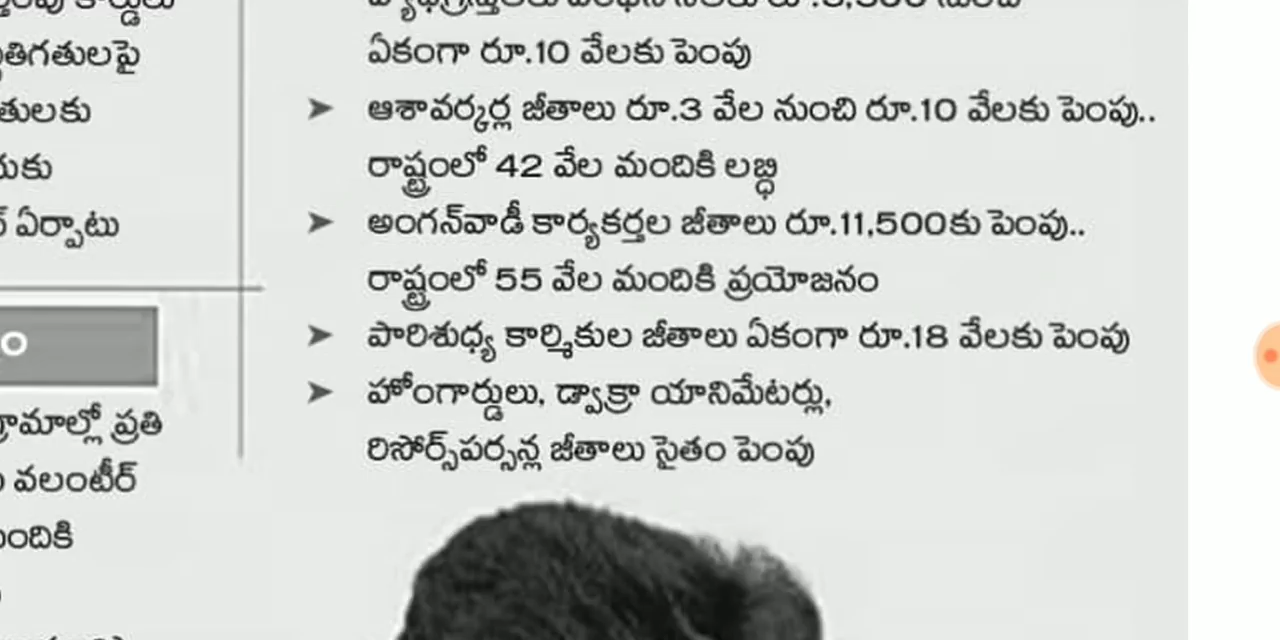 తిగతులపై
తులకు
ఏర్పాటు
ప్రతి
వలంటీర్
ఏకంగా రూ.10 వేలకు పెంపు
➤ ఆశావర్కర్ల జీతాలు రూ.3 వేల నుంచి రూ.10 వేలకు పెంపు..
రాష్ట్రంలో 42 వేల మందికి లబ్ధి
➤ అంగన్‌వాడీ కార్యకర్తల జీతాలు రూ.11,500కు పెంపు..
రాష్ట్రంలో 55 వేల మందికి ప్రయోజనం
➤ పారిశుధ్య కార్మికుల జీతాలు ఏకంగా రూ.18 వేలకు పెంపు
➤ హోంగార్డులు, డ్వాక్రా యానిమేటర్లు,
రిసోర్స్‌పర్సన్ల జీతాలు సైతం పెంపు